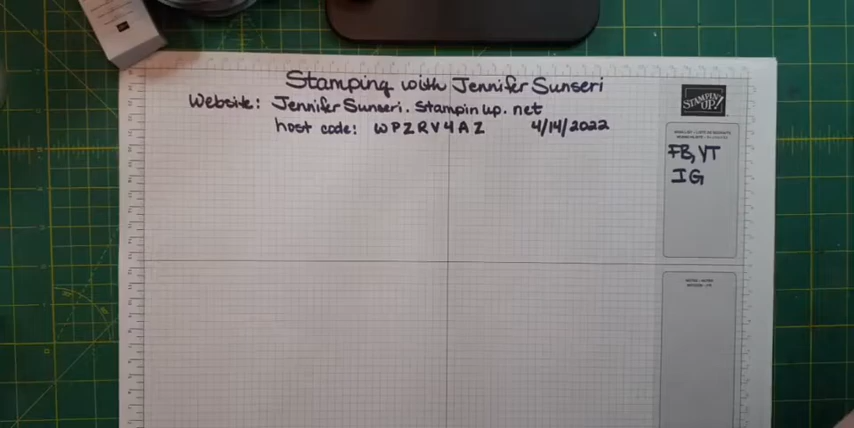 Stamping with Jennifer Sunseri
Website: JenniferSunseri.stampinup.net
host code: WPZRV4AZ 4/14/2022
STAMPIN' UP!
FB, YT
IG